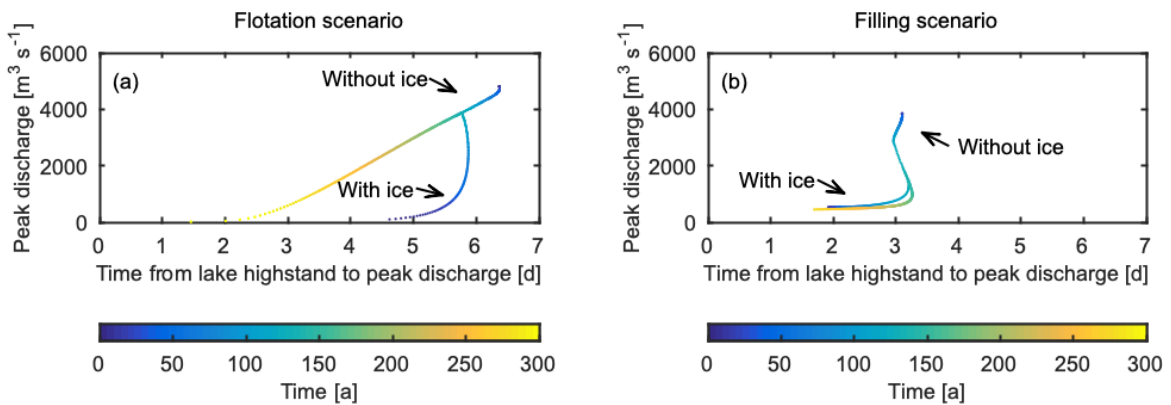 Flotation scenario
Peak discharge [m³ s⁻¹]
6000
4000
2000
0
(a)
Without ice
With ice
0 1 2 3 4 5 6 7
Time from lake highstand to peak discharge [d]
0 50 100 150 200 250 300
Time [a]
Filling scenario
Peak discharge [m³ s⁻¹]
6000
4000
2000
0
(b)
Without ice
With ice
0 1 2 3 4 5 6 7
Time from lake highstand to peak discharge [d]
0 50 100 150 200 250 300
Time [a]